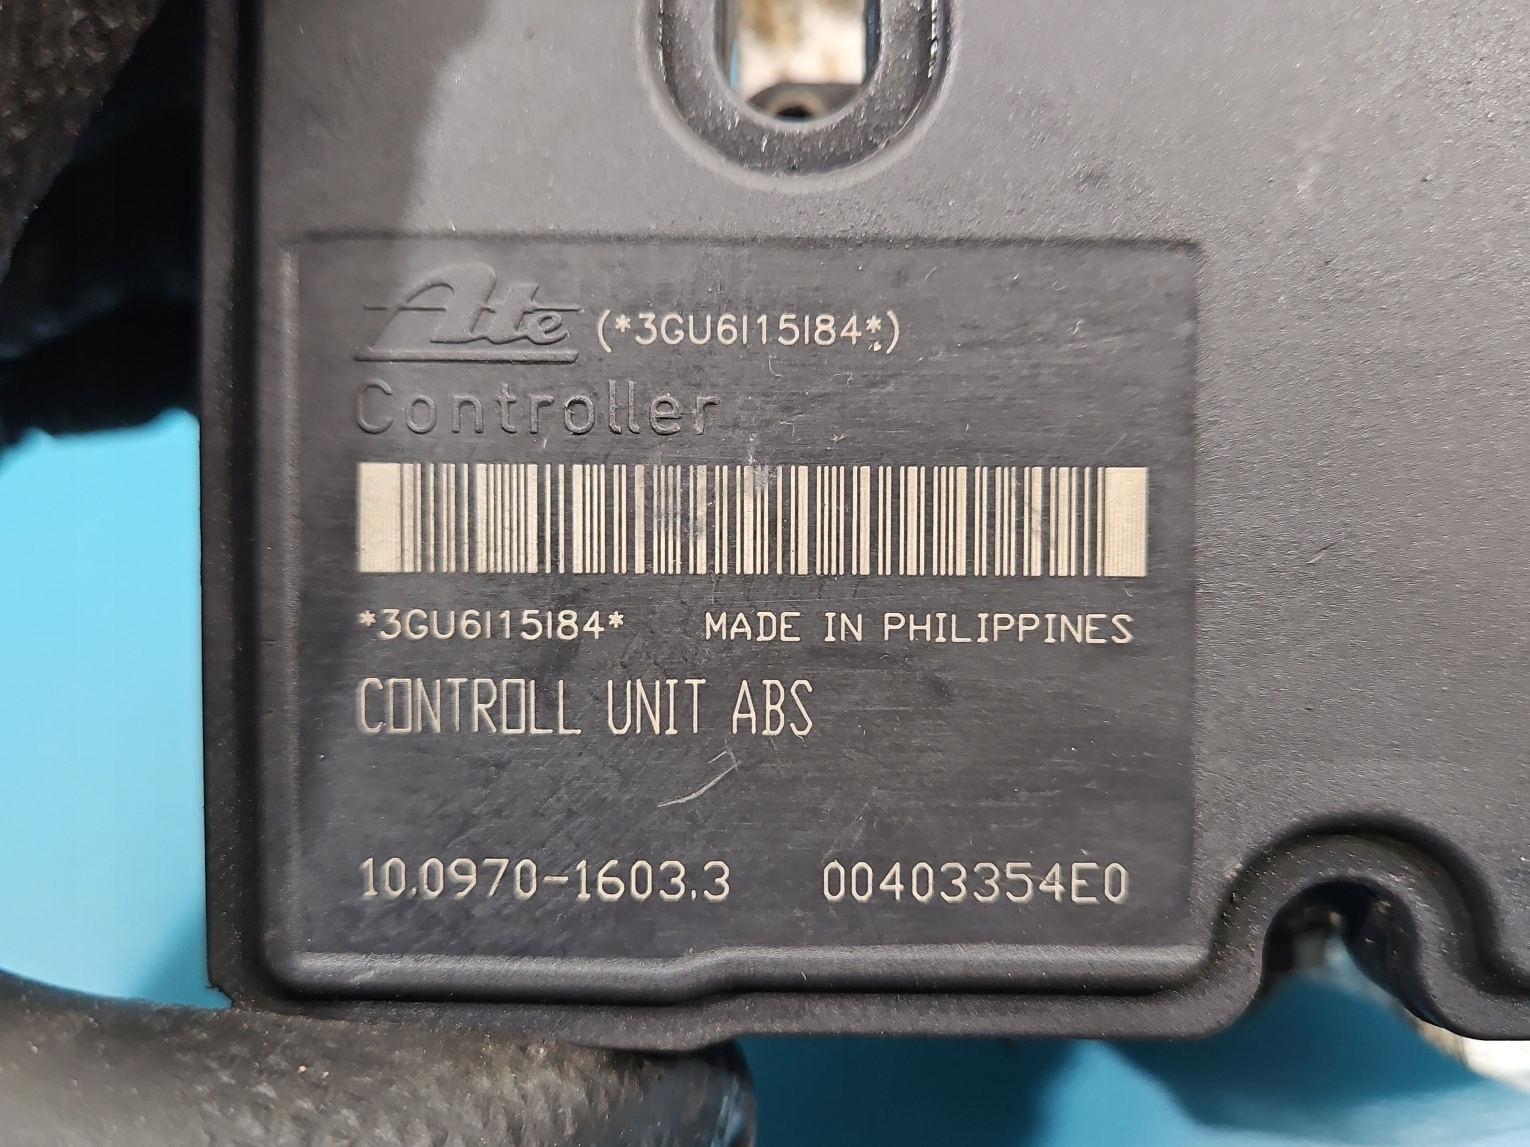 Ate (*3GU6115184*)
Controller
*3GU6115184* MADE IN PHILIPPINES
CONTROLL UNIT ABS
10.0970-1603.3 00403354E0